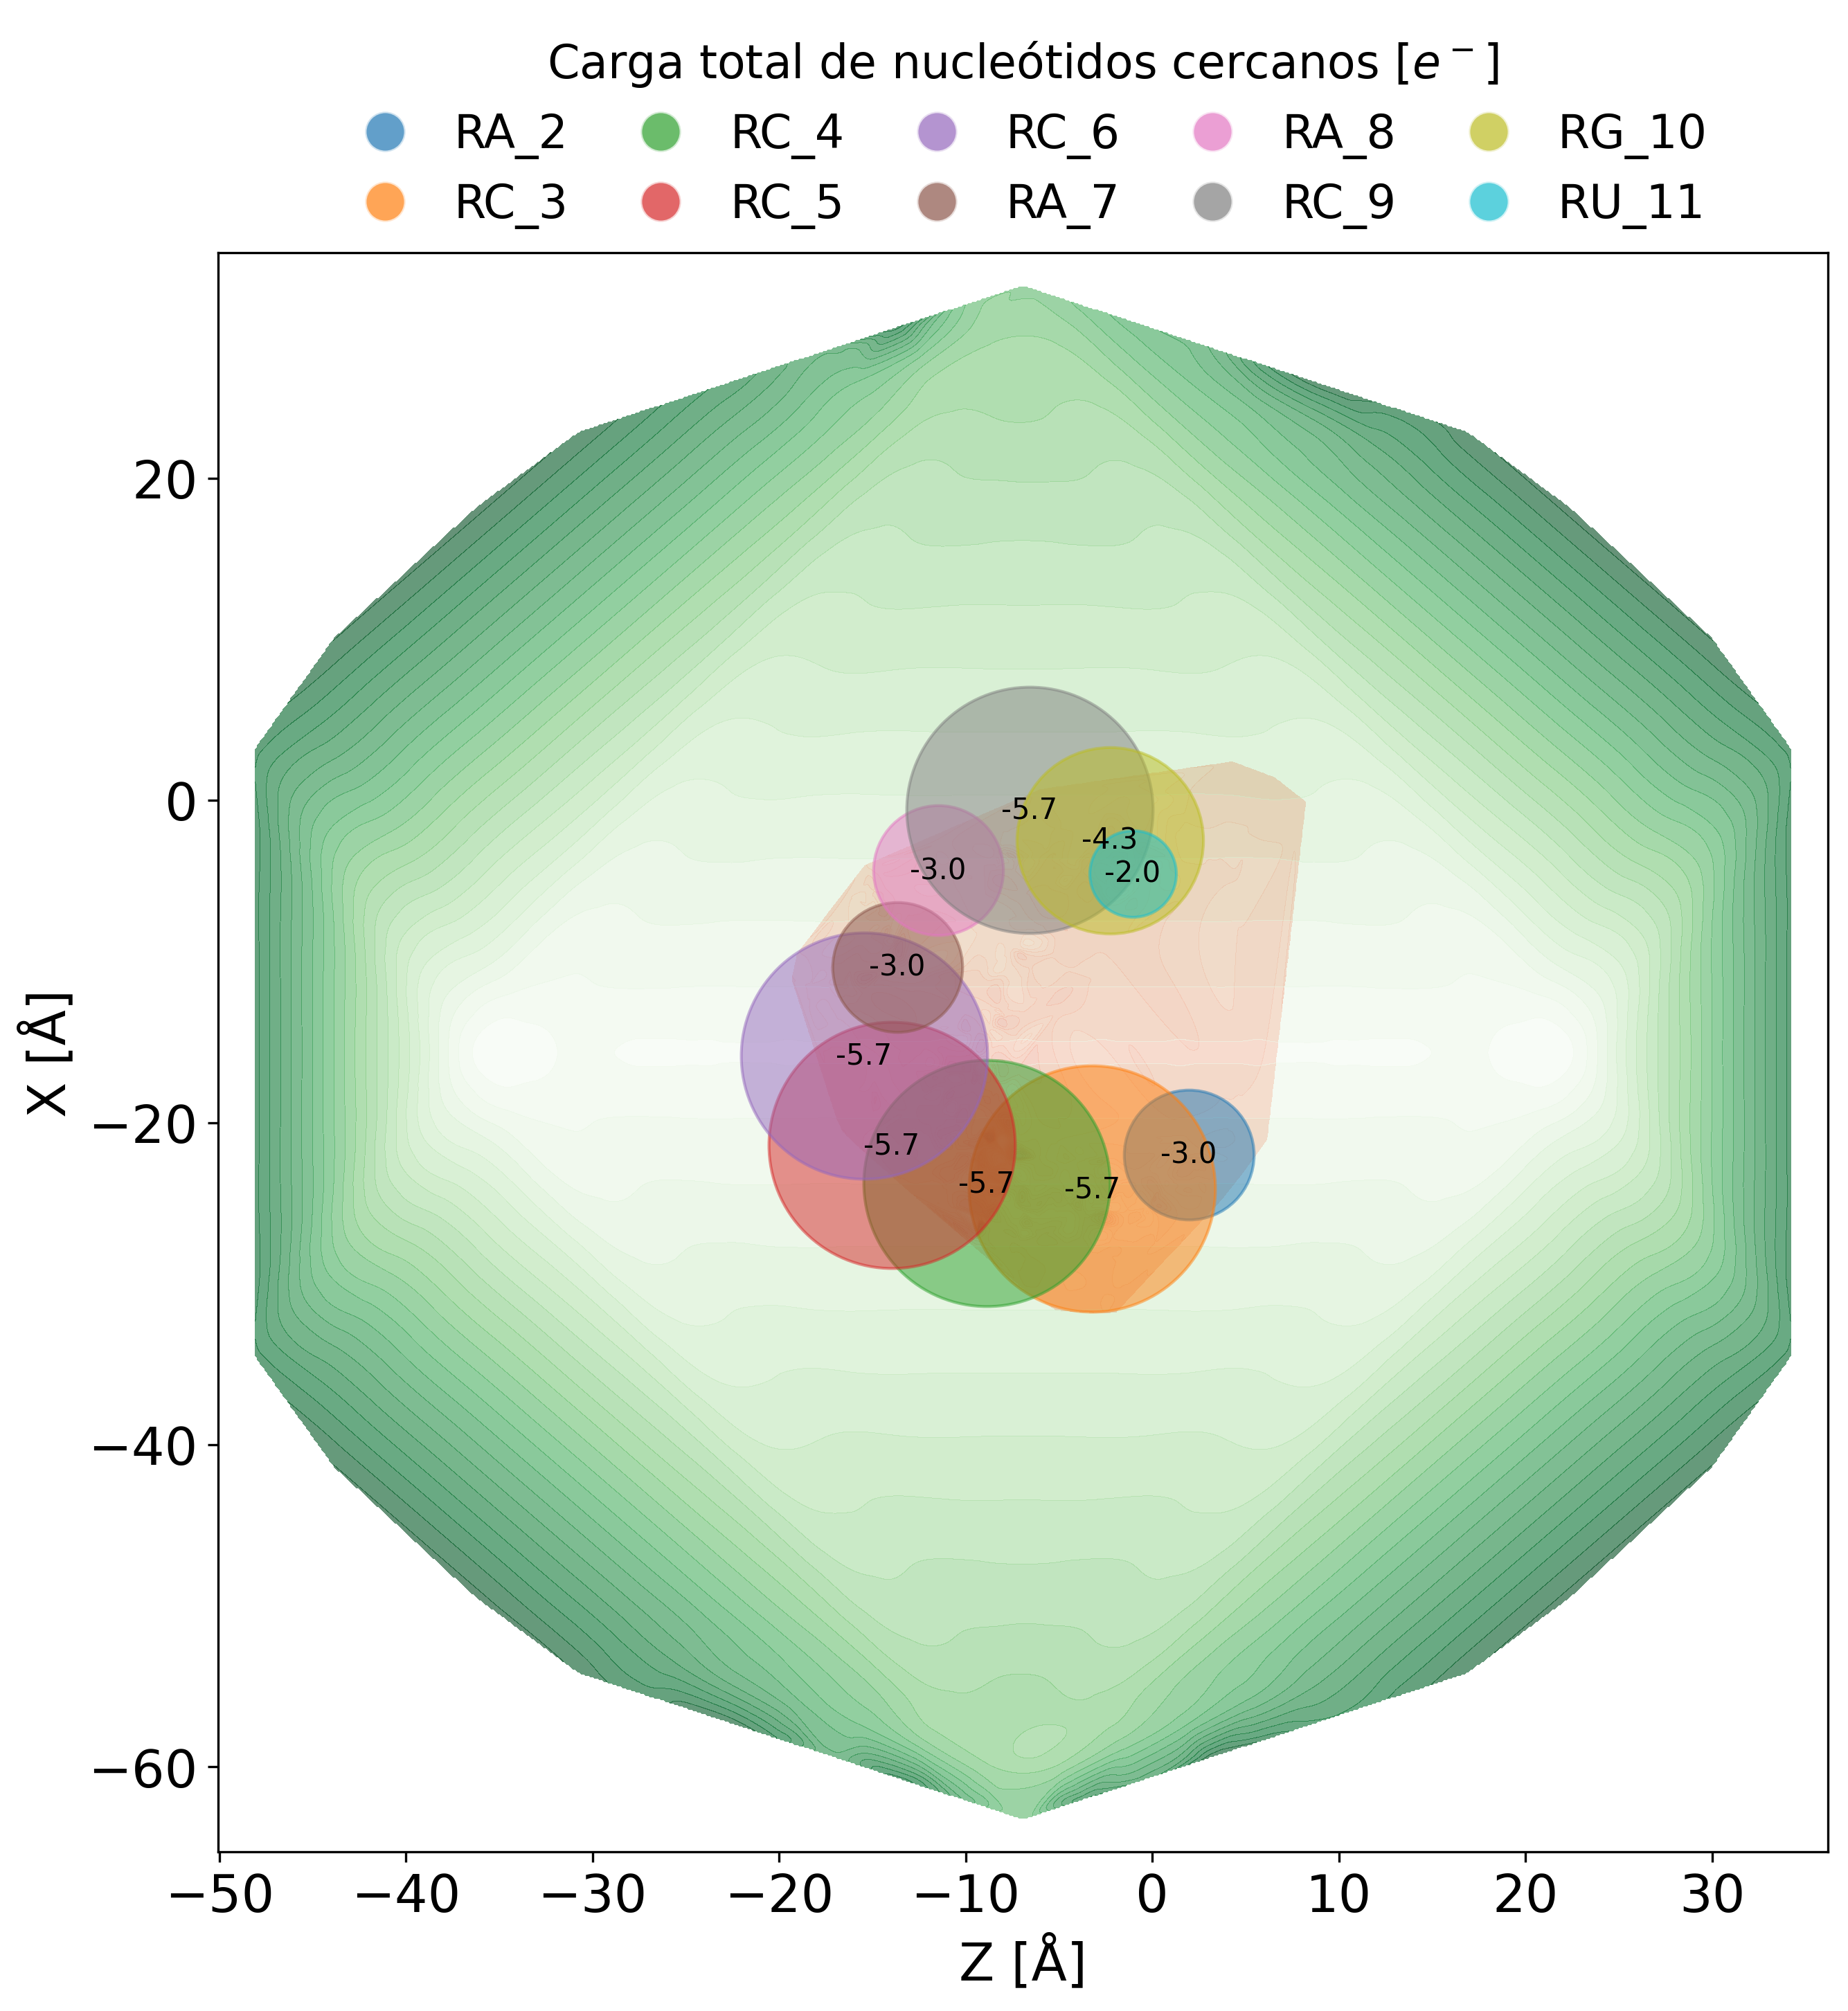 Carga total de nucleótidos cercanos [e⁻]
RA_2 RC_4 RC_6 RA_8 RG_10
RC_3 RC_5 RA_7 RC_9 RU_11
20
0
−20
−40
−60
X [Å]
-5.7
-4.3
-3.0
-2.0
-3.0
-5.7
-5.7
-3.0
-5.7
-5.7
−50 −40 −30 −20 −10 0 10 20 30
Z [Å]